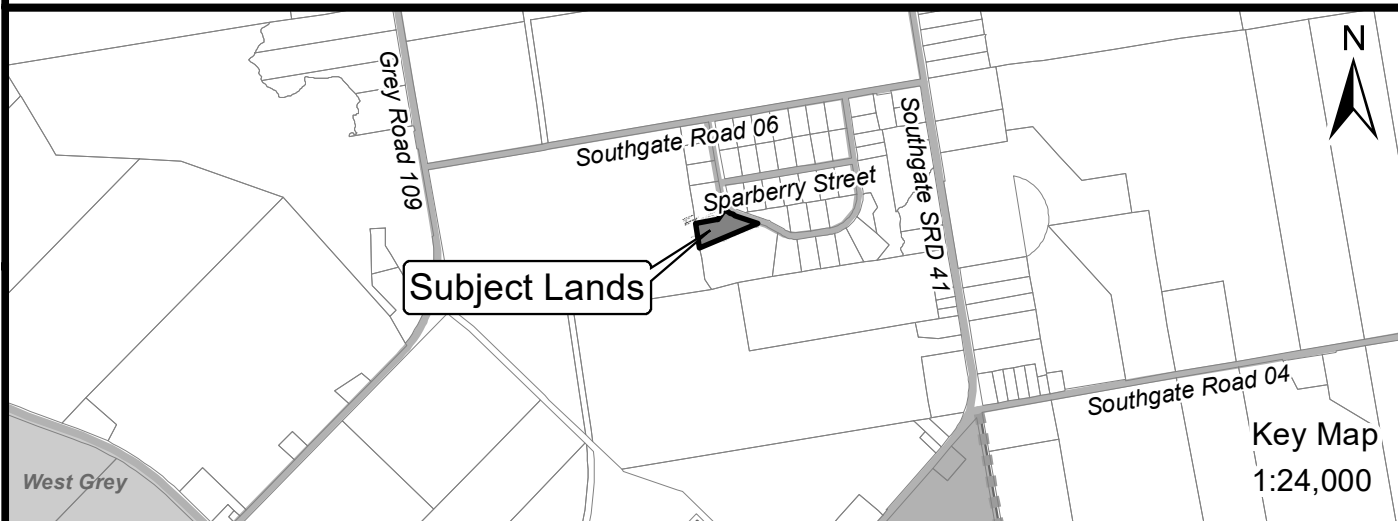 N
Grey Road 109
Southgate Road 06
Southgate SRD 41
Sparberry Street
Subject Lands
Southgate Road 04
Key Map
1:24,000
West Grey